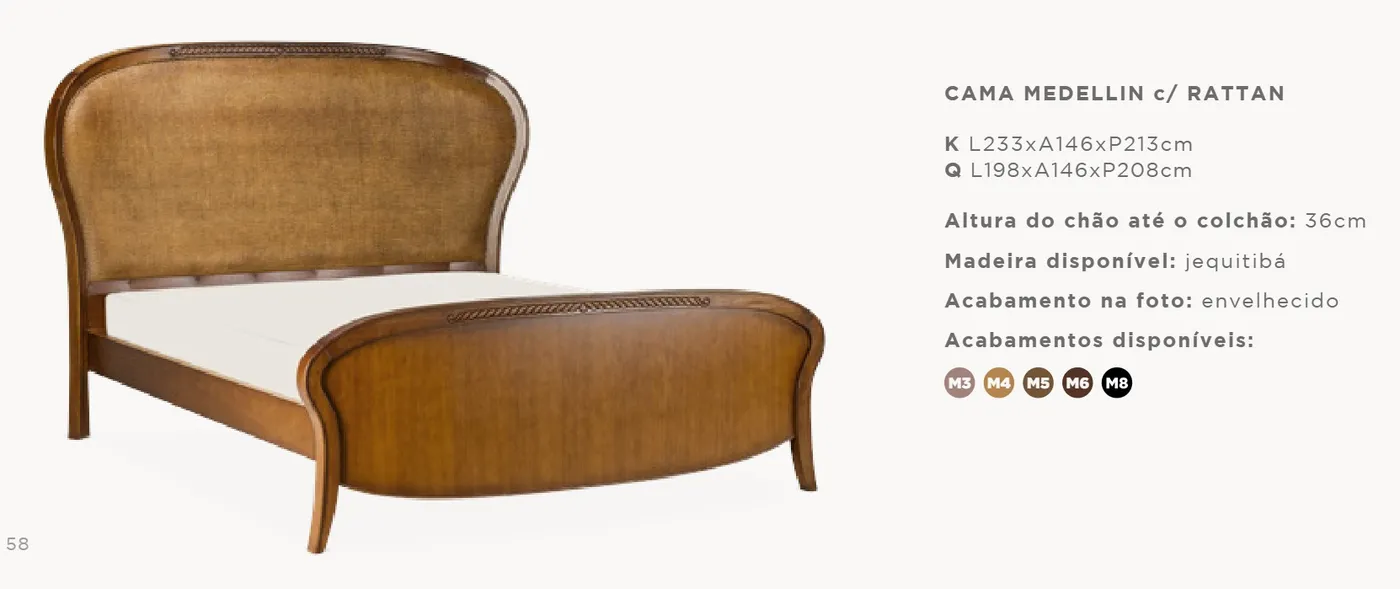 CAMA MEDELLIN c/ RATTAN
K L233xA146xP213cm
Q L198xA146xP208cm
Altura do chão até o colchão: 36cm
Madeira disponível: jequitibá
Acabamento na foto: envelhecido
Acabamentos disponíveis:
M3 M4 M5 M6 M8
58